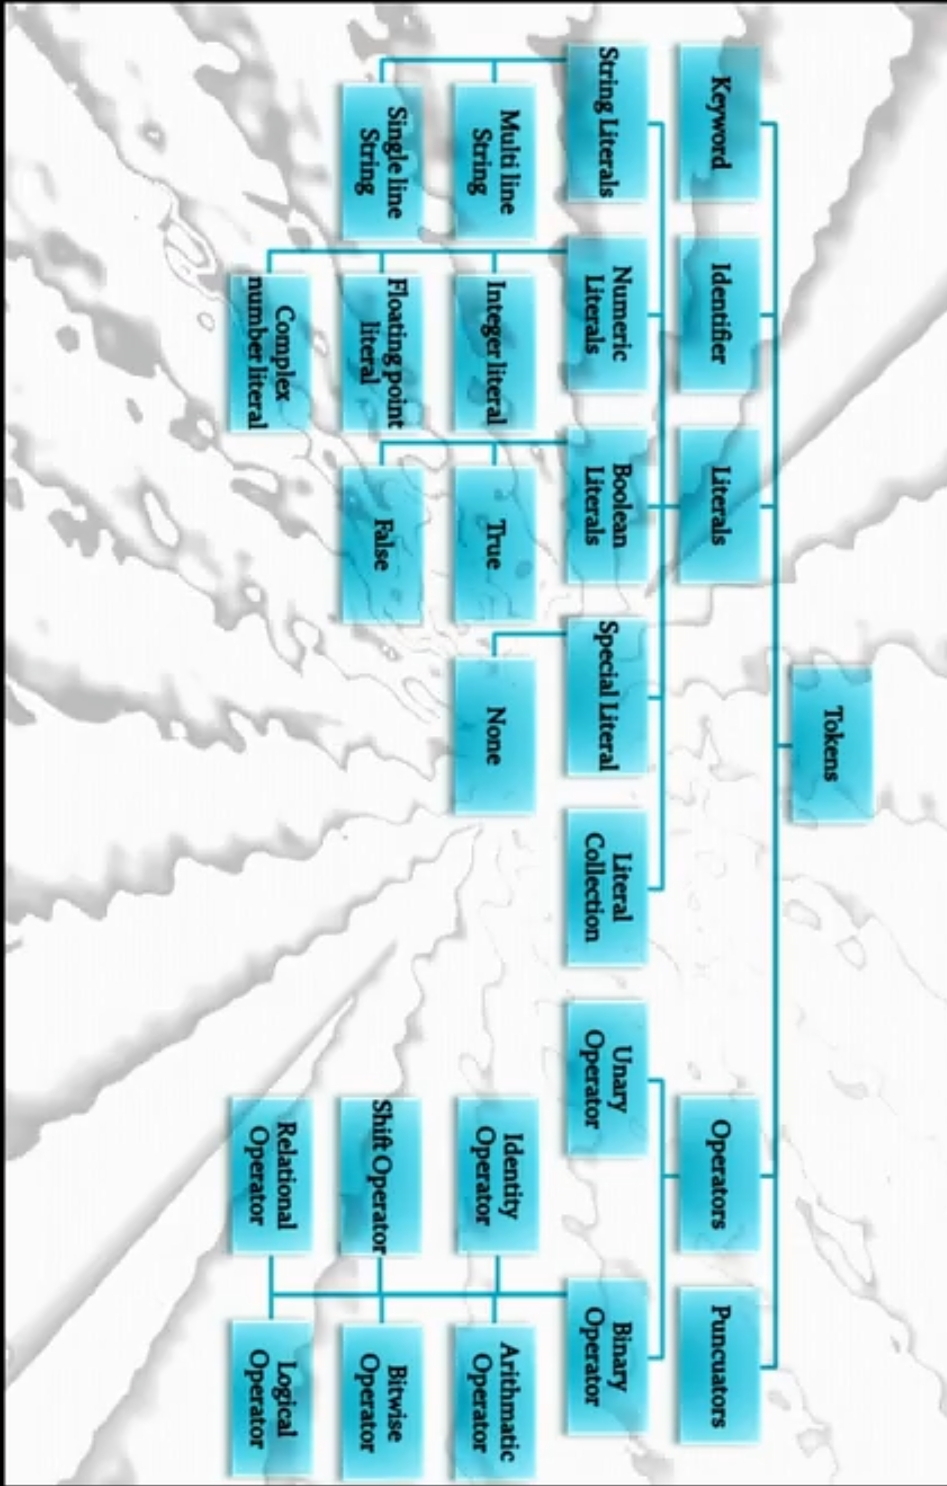 Tokens
Keyword
Identifier
Literals
Operators
Puncuators
String Literals
Numeric
Literals
Boolean
Literals
Special Literal
Literal
Collection
Unary
Operator
Binary
Operator
Multi line
String
Integer literal
True
None
Identity
Operator
Arithmatic
Operator
Single line
String
Floating point
literal
False
Shift Operator
Bitwise
Operator
Complex
number literal
Relational
Operator
Logical
Operator